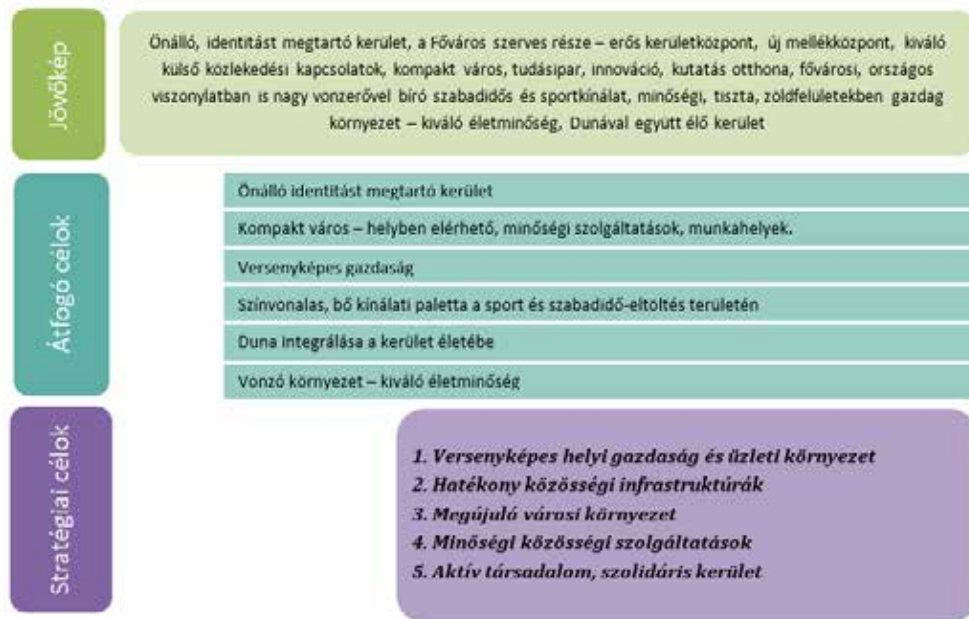 Jövőkép
Önálló, identitást megtartó kerület, a Főváros szerves része – erős kerületközpont, új mellékközpont, kiváló
külső közlekedési kapcsolatok, kompakt város, tudásipar, innováció, kutatás otthona, fővárosi, országos
viszonylatban is nagy vonzerővel bíró szabadidős és sportkínálat, minőségi, tiszta, zöldfelületekben gazdag
környezet – kiváló életminőség, Dunával együtt élő kerület
Átfogó célok
Önálló identitást megtartó kerület
Kompakt város – helyben elérhető, minőségi szolgáltatások, munkahelyek.
Versenyképes gazdaság
Színvonalas, bő kínálati paletta a sport és szabadidő-eltöltés területén
Duna integrálása a kerület életébe
Vonzó környezet – kiváló életminőség
Stratégiai célok
1. Versenyképes helyi gazdaság és üzleti környezet
2. Hatékony közösségi infrastruktúrák
3. Megújuló városi környezet
4. Minőségi közösségi szolgáltatások
5. Aktív társadalom, szolidáris kerület